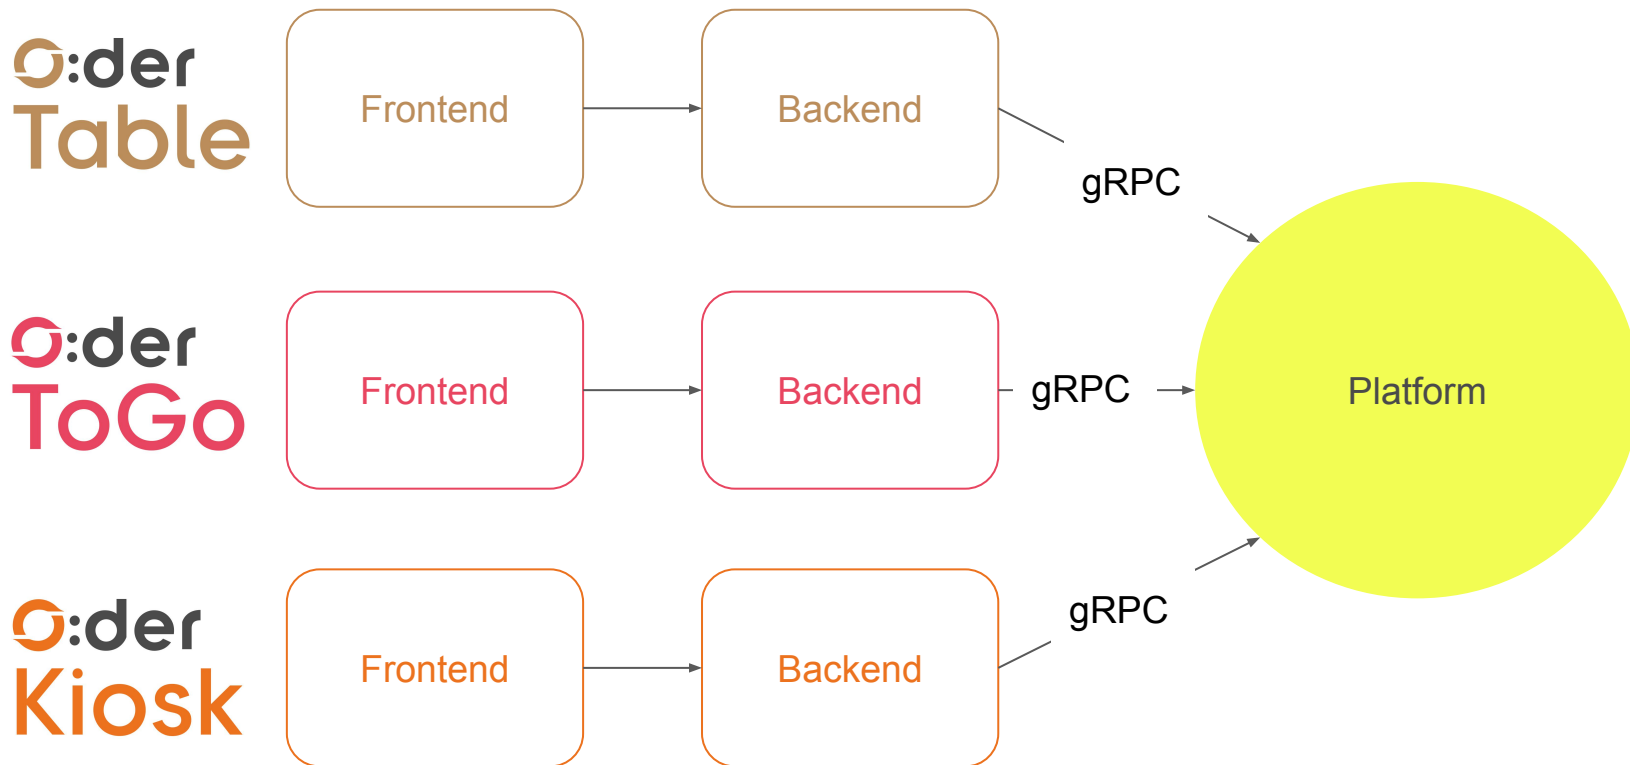 O:der
Table
Frontend
Backend
gRPC
O:der
ToGo
Frontend
Backend
gRPC
Platform
O:der
Kiosk
Frontend
Backend
gRPC